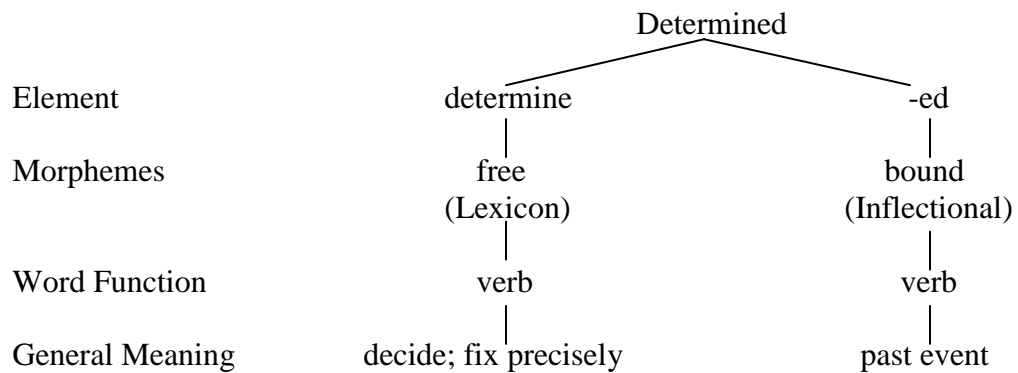 Determined
Element determine -ed
Morphemes free bound
(Lexicon) (Inflectional)
Word Function verb verb
General Meaning decide; fix precisely past event